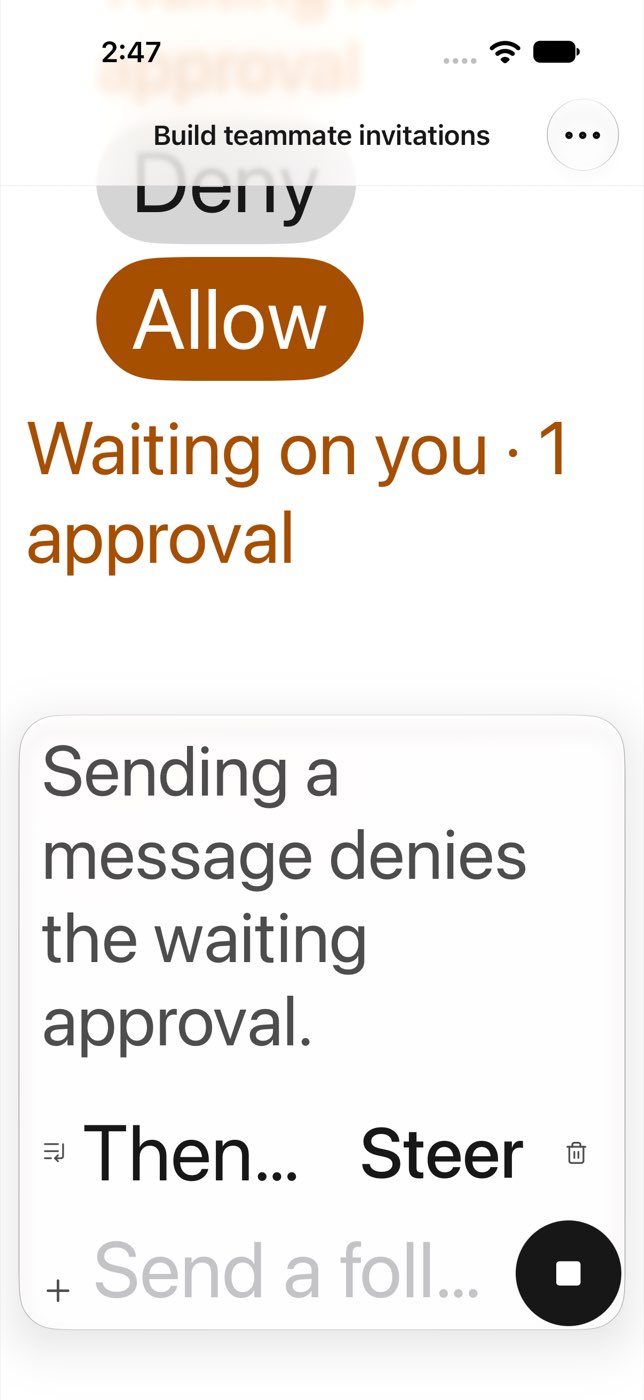 2:47
approval
Build teammate invitations
Deny
Allow
Waiting on you · 1
approval
Sending a
message denies
the waiting
approval.
Then... Steer
Send a foll...